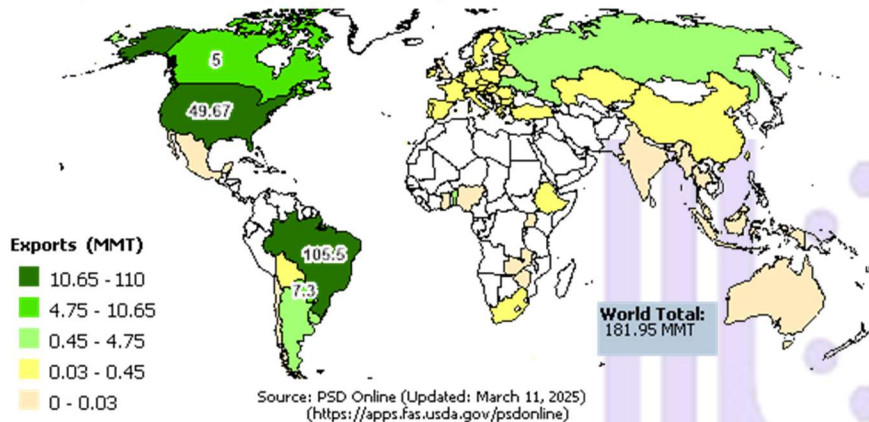 5
49.67
105.5
7.3
Exports (MMT)
10.65 - 110
4.75 - 10.65
0.45 - 4.75
0.03 - 0.45
0 - 0.03
World Total:
181.95 MMT
Source: PSD Online (Updated: March 11, 2025)
(https://apps.fas.usda.gov/psdonline)